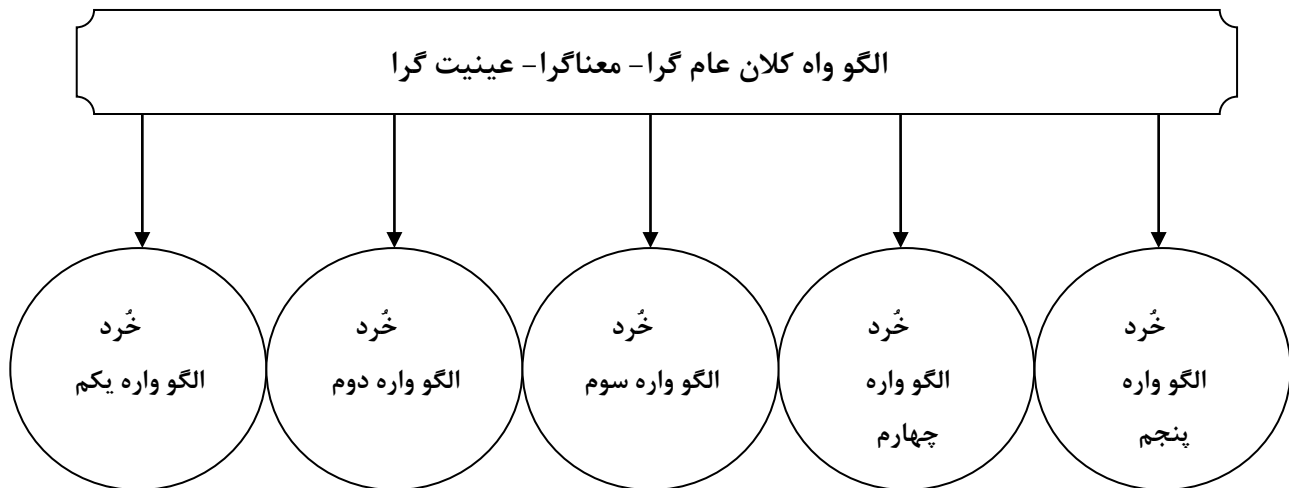 الگو واه کلان عام گرا- معناگرا- عینیت گرا
خُرد
الگو واره یکم
خُرد
الگو واره دوم
خُرد
الگو واره سوم
خُرد
الگو واره
چهارم
خُرد
الگو واره
پنجم